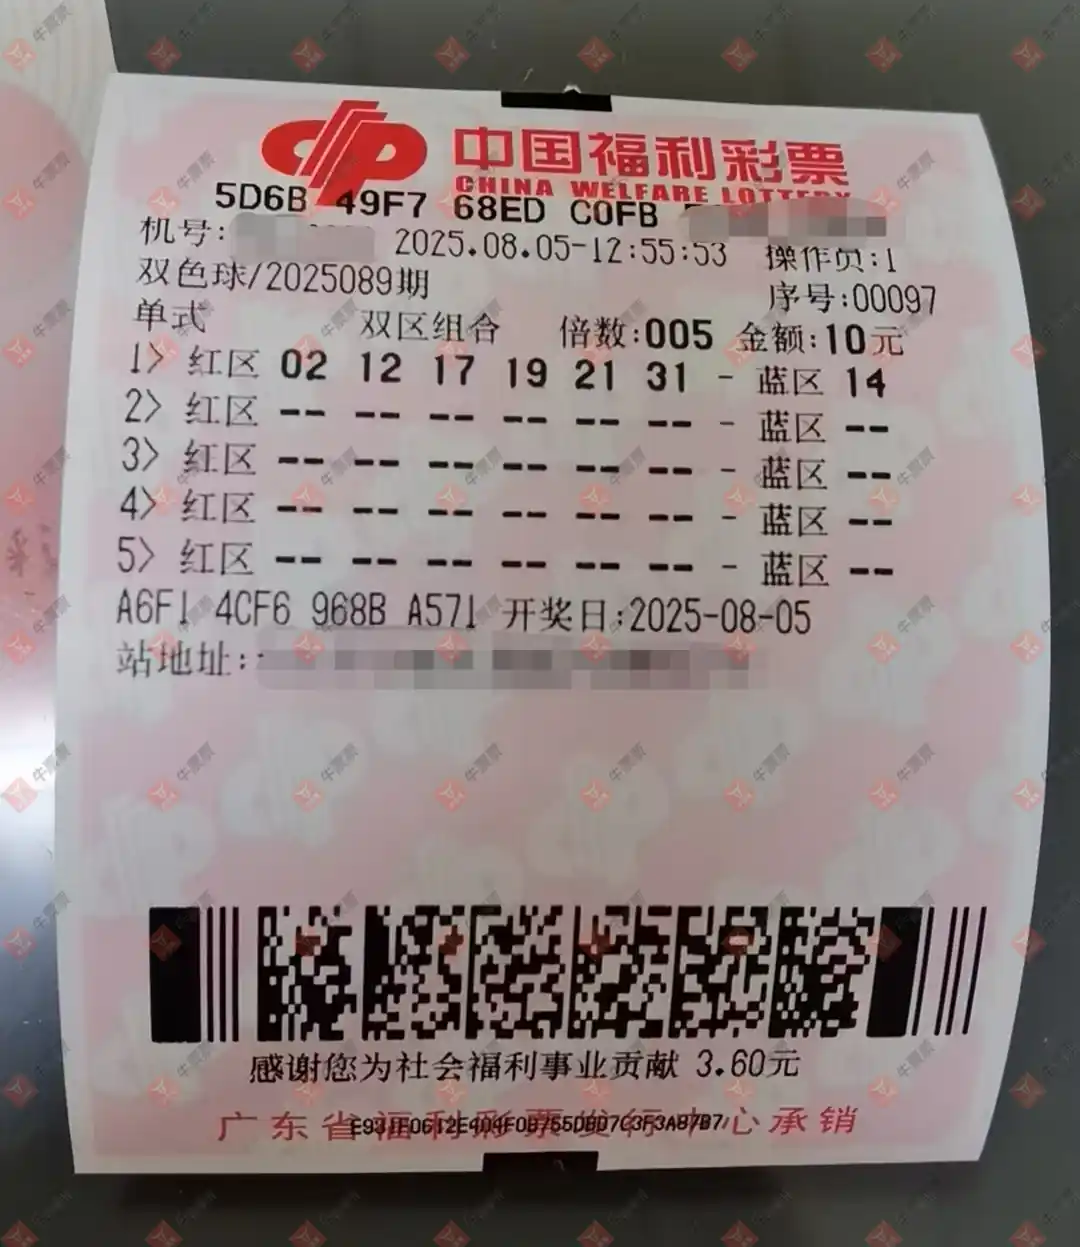 中国福利彩票
CHINA WELFARE LOTTERY
5D6B 49F7 68ED C0FB
机号: 2025.08.05-12:55:53 操作员:1
双色球/2025089期 序号:00097
单式 双区组合 倍数:005 金额:10元
1> 红区 02 12 17 19 21 31 - 蓝区 14
2> 红区 -- -- -- -- -- -- - 蓝区 --
3> 红区 -- -- -- -- -- -- - 蓝区 --
4> 红区 -- -- -- -- -- -- - 蓝区 --
5> 红区 -- -- -- -- -- -- - 蓝区 --
A6F1 4CF6 968B A571 开奖日:2025-08-05
站地址:
感谢您为社会福利事业贡献 3.60元
广东省福利彩票发行中心承销
牛票票